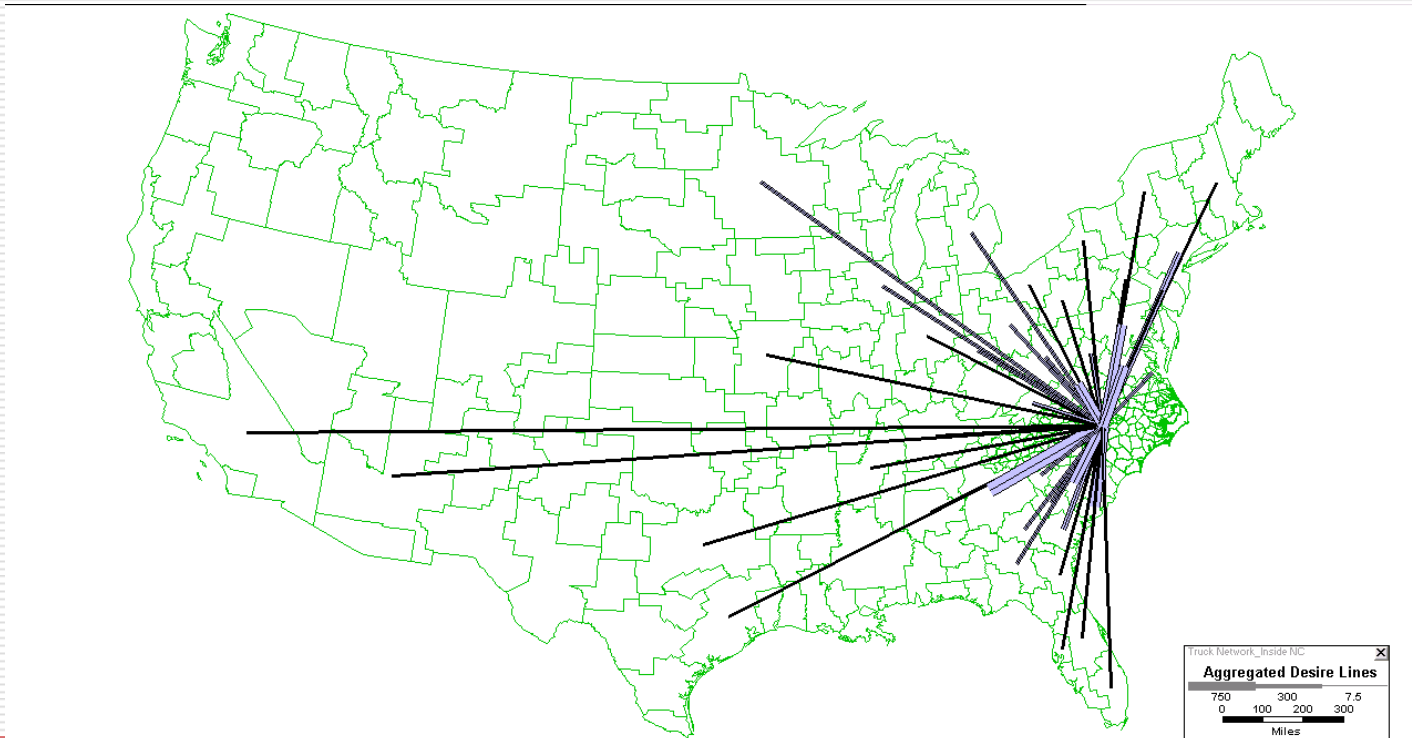 Truck Network_Inside NC
Aggregated Desire Lines
750 300 7.5
0 100 200 300
Miles